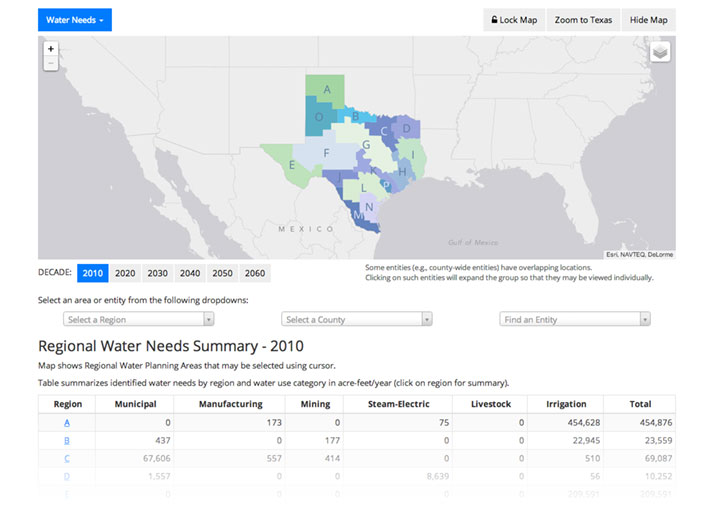 Water Needs
Lock Map Zoom to Texas Hide Map
+
−
A
O B
C D
G
F I
E H
K
J
L P
N
M
MEXICO
Gulf of Mexico
Esri, NAVTEQ, DeLorme
DECADE: 2010 2020 2030 2040 2050 2060
Some entities (e.g., county-wide entities) have overlapping locations.
Clicking on such entities will expand the group so that they may be viewed individually.
Select an area or entity from the following dropdowns:
Select a Region Select a County Find an Entity
Regional Water Needs Summary - 2010
Map shows Regional Water Planning Areas that may be selected using cursor.
Table summarizes identified water needs by region and water use category in acre-feet/year (click on region for summary).
Region Municipal Manufacturing Mining Steam-Electric Livestock Irrigation Total
A 0 173 0 75 0 454,628 454,876
B 437 0 177 0 0 22,945 23,559
C 67,606 557 414 0 0 510 69,087
D 1,557 0 0 8,639 0 56 10,252
E 0 0 0 0 0 209,591 209,591